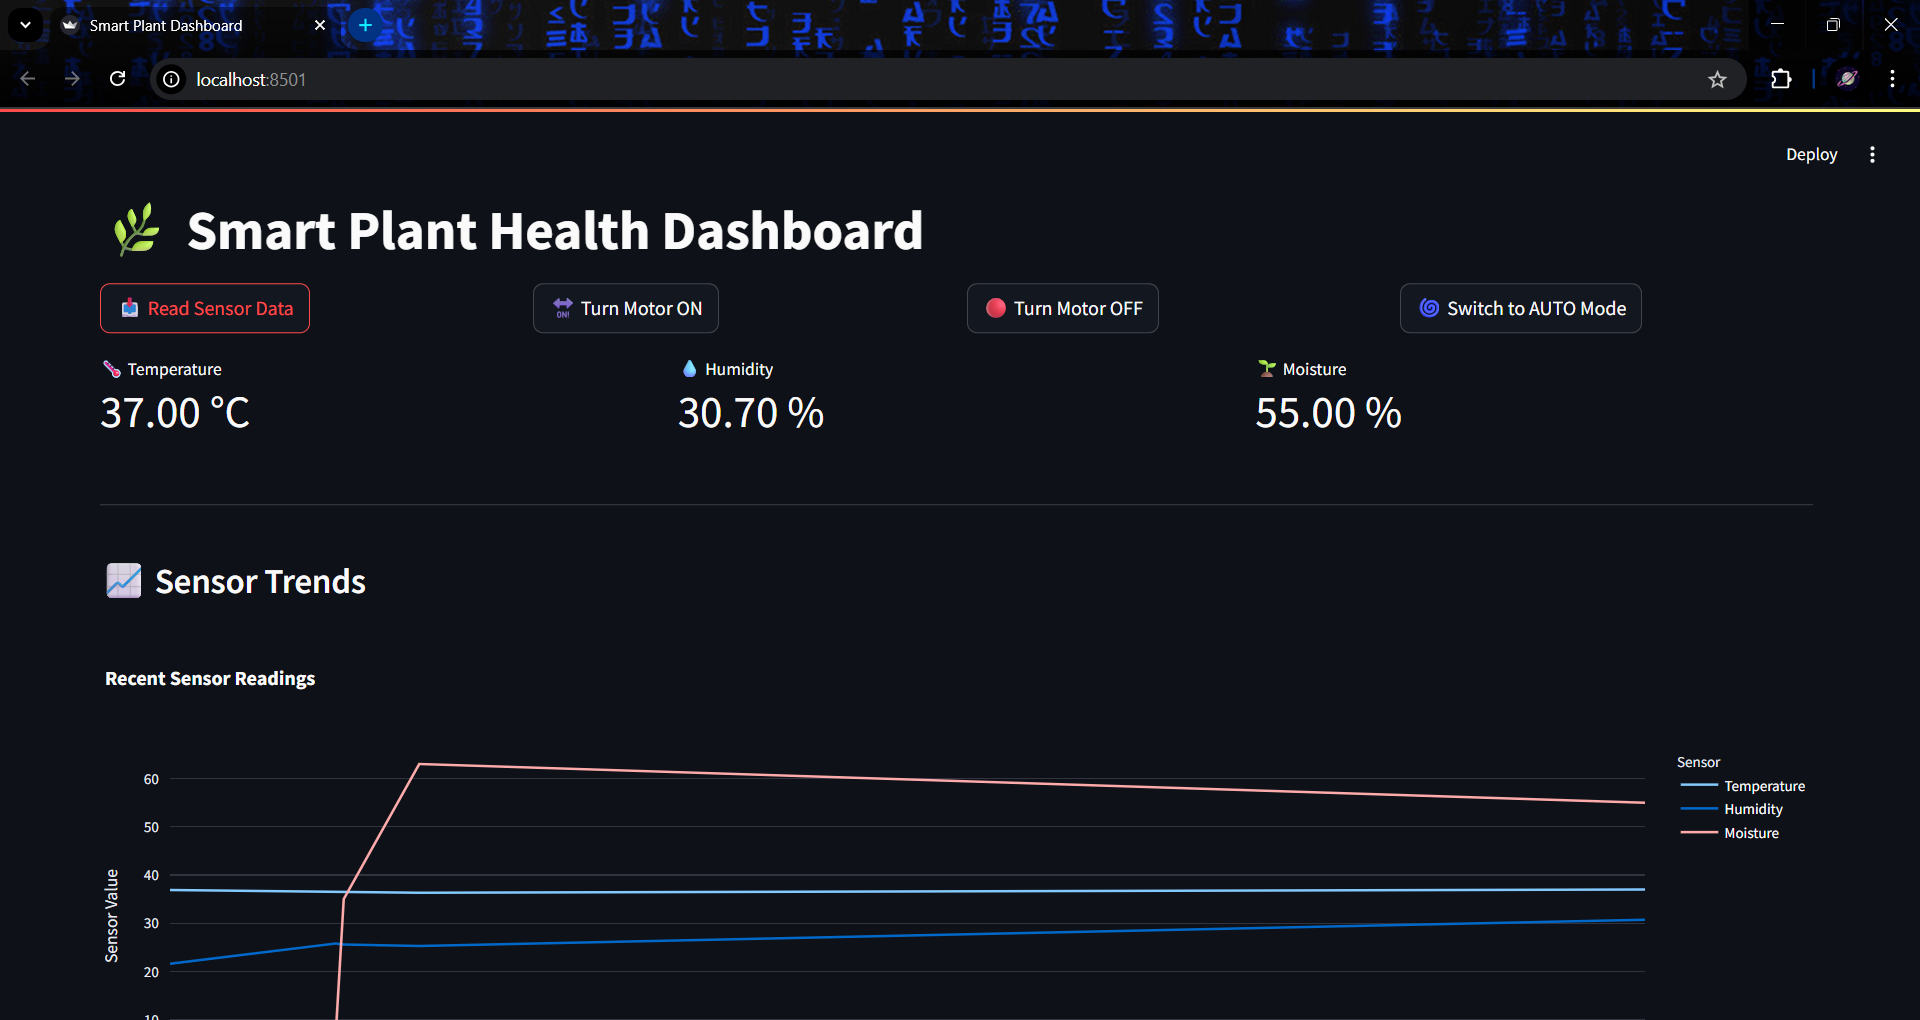 Smart Plant Dashboard
localhost:8501
Deploy
Smart Plant Health Dashboard
Read Sensor Data
ON! Turn Motor ON
Turn Motor OFF
Switch to AUTO Mode
Temperature
37.00 °C
Humidity
30.70 %
Moisture
55.00 %
Sensor Trends
Recent Sensor Readings
Sensor Value
60
50
40
30
20
10
Sensor
Temperature
Humidity
Moisture